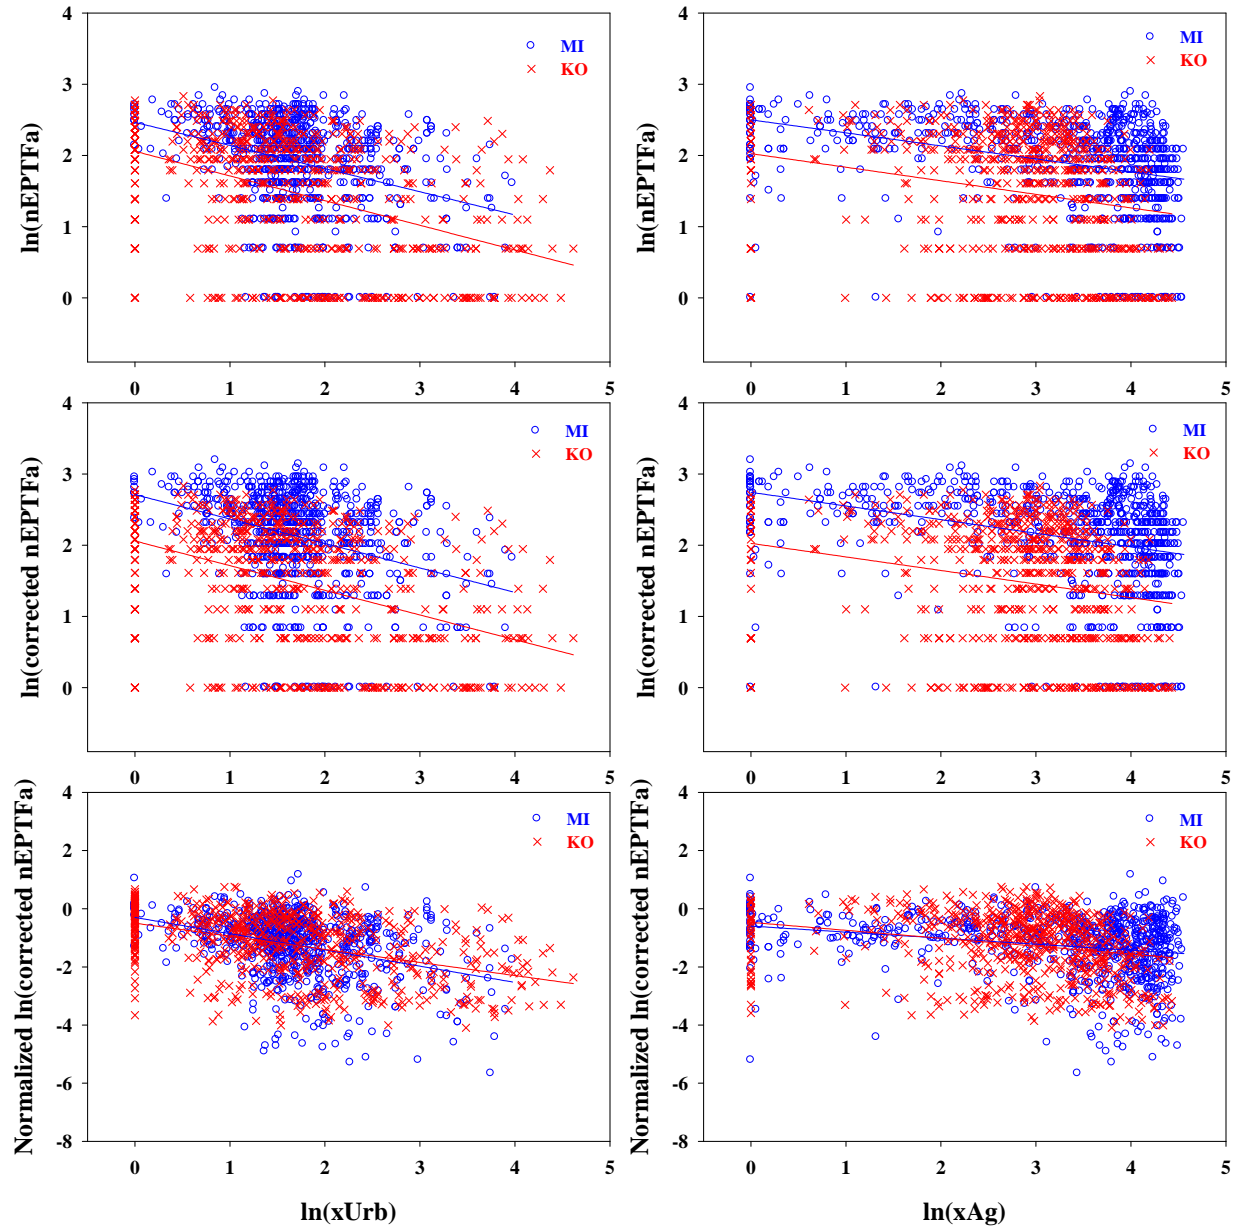 4
4
MI
KO
MI
KO
3
3
2
2
1
1
0
0
ln(nEPTFa)
ln(nEPTFa)
0 1 2 3 4 5
0 1 2 3 4 5
4
4
MI
KO
MI
KO
3
3
2
2
1
1
0
0
ln(corrected nEPTFa)
ln(corrected nEPTFa)
0 1 2 3 4 5
0 1 2 3 4 5
4
4
MI
KO
MI
KO
2
2
0
0
-2
-2
-4
-4
-6
-6
-8
-8
Normalized ln(corrected nEPTFa)
Normalized ln(corrected nEPTFa)
0 1 2 3 4 5
0 1 2 3 4 5
ln(xUrb)
ln(xAg)